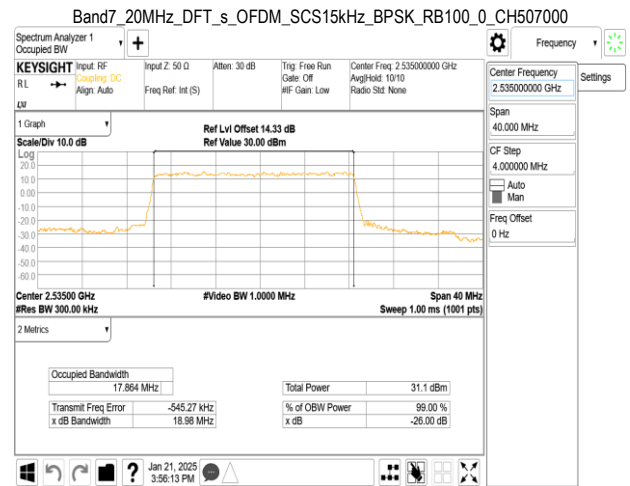 Band7_20MHz_DFT_s_OFDM_SCS15kHz_BPSK_RB100_0_CH507000
Spectrum Analyzer 1
Occupied BW
+
Frequency
KEYSIGHT Input: RF Input Z: 50 Ω Atten: 30 dB Trig: Free Run Center Freq: 2.535000000 GHz
RL Coupling: DC Gate: Off Avg|Hold: 10/10
Align: Auto Freq Ref: Int (S) #IF Gain: Low Radio Std: None
LXI
Center Frequency
2.535000000 GHz
Settings
Span
40.000 MHz
CF Step
4.000000 MHz
Auto
Man
Freq Offset
0 Hz
1 Graph
Ref Lvl Offset 14.33 dB
Scale/Div 10.0 dB Ref Value 30.00 dBm
Log
20.0
10.0
0.00
-10.0
-20.0
-30.0
-40.0
-50.0
-60.0
Center 2.53500 GHz #Video BW 1.0000 MHz Span 40 MHz
#Res BW 300.00 kHz Sweep 1.00 ms (1001 pts)
2 Metrics
Occupied Bandwidth
17.864 MHz Total Power 31.1 dBm
Transmit Freq Error -545.27 kHz % of OBW Power 99.00 %
x dB Bandwidth 18.98 MHz x dB -26.00 dB
? Jan 21, 2025
3:56:13 PM